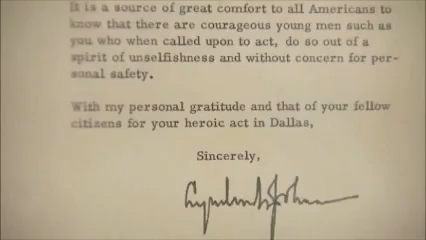 It is a source of great comfort to all Americans to
know that there are courageous young men such as
you who when called upon to act, do so out of a
spirit of unselfishness and without concern for per-
sonal safety.
With my personal gratitude and that of your fellow
citizens for your heroic act in Dallas,
Sincerely,